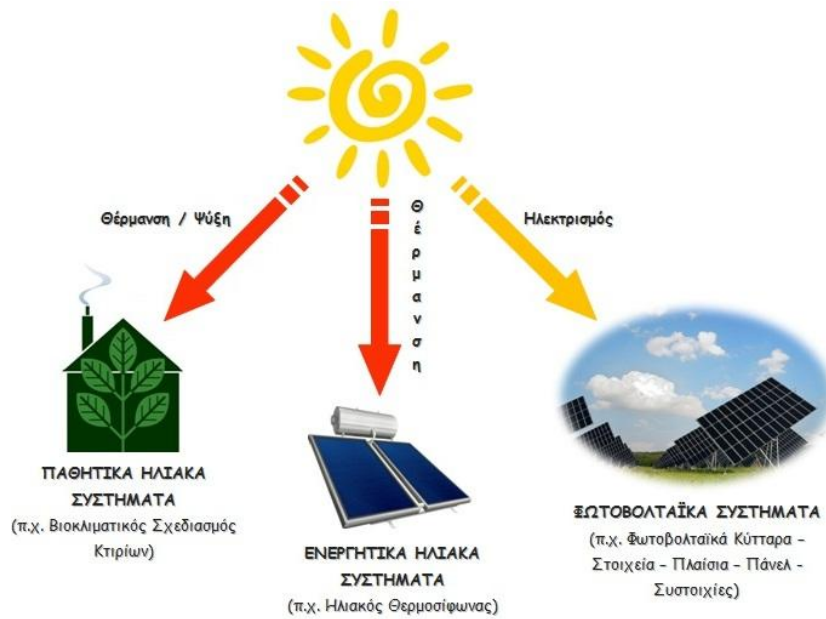 Θέρμανση / Ψύξη
Θέρμανση
Ηλεκτρισμός
ΠΑΘΗΤΙΚΑ ΗΛΙΑΚΑ
ΣΥΣΤΗΜΑΤΑ
(π.χ. Βιοκλιματικός Σχεδιασμός
Κτιρίων)
ΕΝΕΡΓΗΤΙΚΑ ΗΛΙΑΚΑ
ΣΥΣΤΗΜΑΤΑ
(π.χ. Ηλιακός Θερμοσίφωνας)
ΦΩΤΟΒΟΛΤΑΪΚΑ ΣΥΣΤΗΜΑΤΑ
(π.χ. Φωτοβολταϊκά Κύτταρα –
Στοιχεία – Πλαίσια – Πάνελ -
Συστοιχίες)